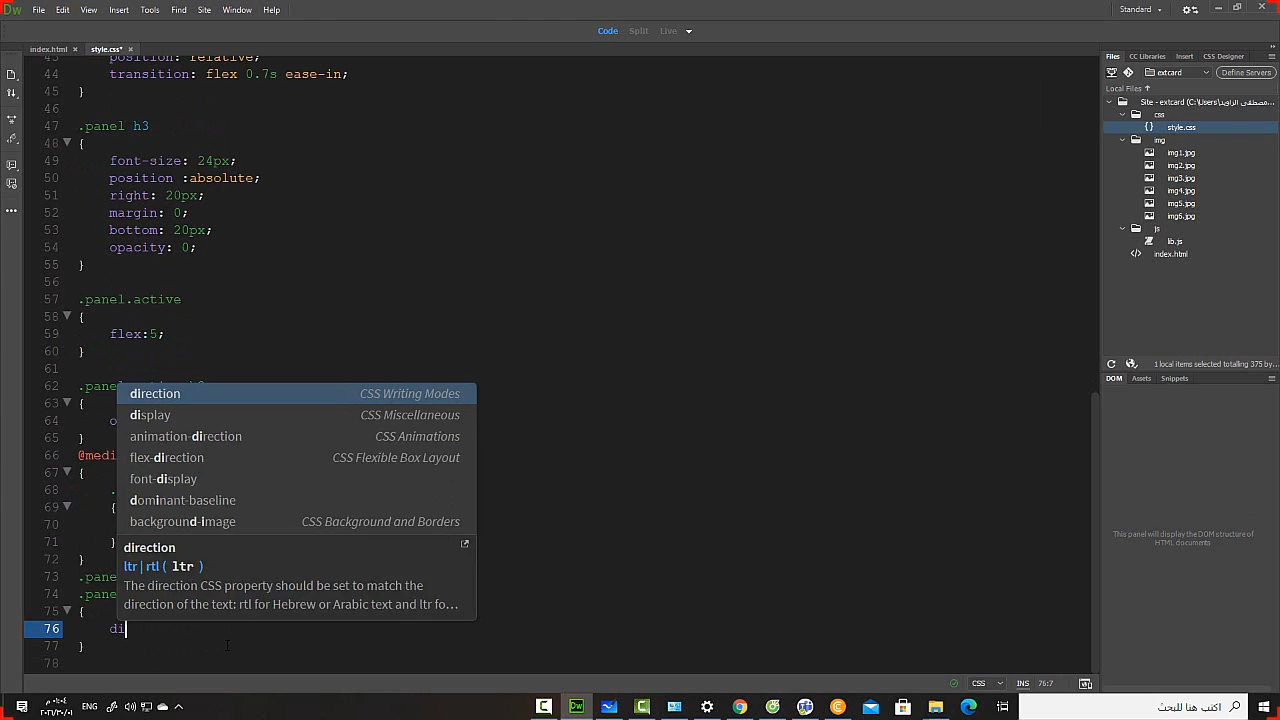 Dw File Edit View Insert Tools Find Site Window Help Standard
Code Split Live
index.html style.css*
43 position: relative;
44 transition: flex 0.7s ease-in;
45 }
46
47 .panel h3
48 {
49 font-size: 24px;
50 position :absolute;
51 right: 20px;
52 margin: 0;
53 bottom: 20px;
54 opacity: 0;
55 }
56
57 .panel.active
58 {
59 flex:5;
60 }
61
62 .pane
63 {
64 o
65 }
66 @medi
67 {
68 .
69 {
70
71 }
72 }
73 .pane
74 .pane
75 {
76 di
77 }
78
direction CSS Writing Modes
display CSS Miscellaneous
animation-direction CSS Animations
flex-direction CSS Flexible Box Layout
font-display
dominant-baseline
background-image CSS Background and Borders
direction
ltr|rtl( ltr )
The direction CSS property should be set to match the
direction of the text: rtl for Hebrew or Arabic text and ltr fo…
Files CC Libraries Insert CSS Designer
extcard Define Servers
Local Files
Site - extcard (C:\Users\مصطفى الراويد...
css
style.css
img
img1.jpg
img2.jpg
img3.jpg
img4.jpg
img5.jpg
img6.jpg
js
lib.js
index.html
1 local items selected totalling 375 by...
DOM Assets Snippets
This panel will display the DOM structure of
HTML documents
CSS INS 76:7
ENG
اكتب هنا للبحث